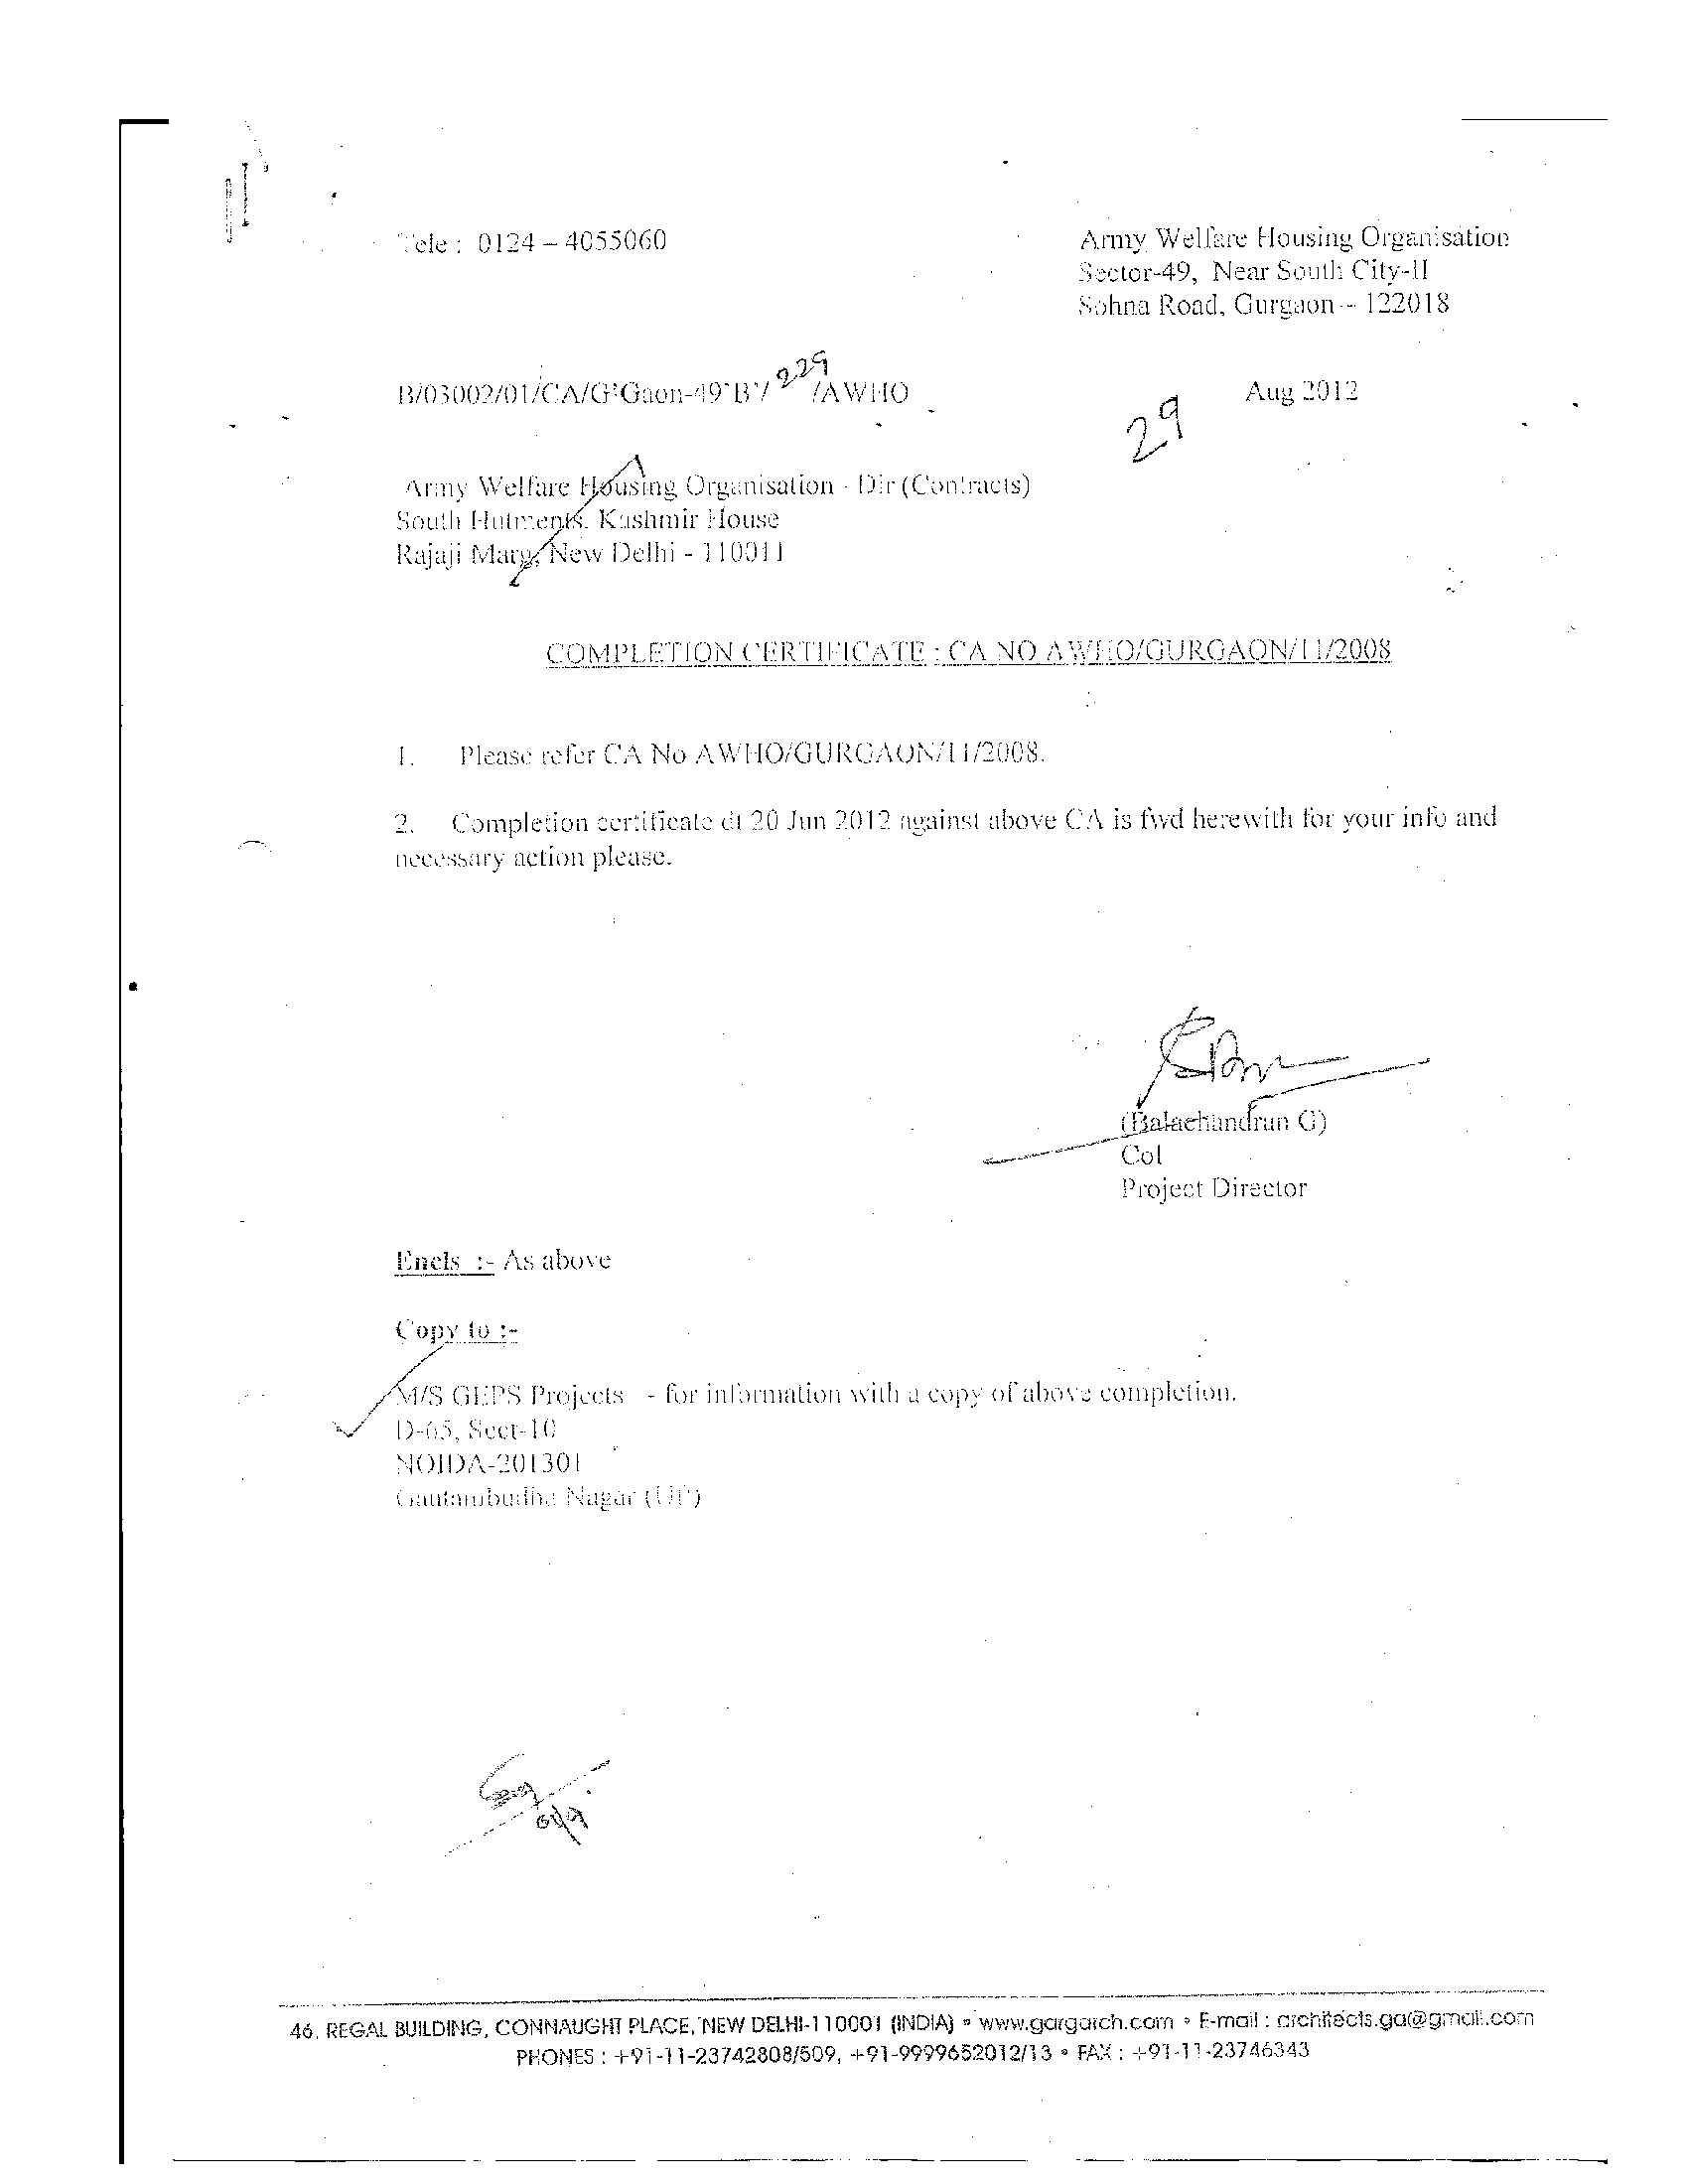 Tele : 0124 – 4055060
Army Welfare Housing Organisation
Sector-49, Near South City-II
Sohna Road, Gurgaon – 122018
B/03002/01/CA/G'Gaon-49'B'/ 229 /AWHO
29 Aug 2012
Army Welfare Housing Organisation - Dir (Contracts)
South Hutments, Kashmir House
Rajaji Marg, New Delhi - 110011
COMPLETION CERTIFICATE : CA NO AWHO/GURGAON/11/2008
1. Please refer CA No AWHO/GURGAON/11/2008.
2. Completion certificate dt 20 Jun 2012 against above CA is fwd herewith for your info and
necessary action please.
(Balachandran G)
Col
Project Director
Encls :- As above
Copy to :-
M/S GEPS Projects - for information with a copy of above completion.
D-65, Sect-10
NOIDA-201301
Gautambudha Nagar (UP)
46, REGAL BUILDING, CONNAUGHT PLACE, NEW DELHI-110001 (INDIA) • www.gargarch.com • E-mail : architects.ga@gmail.com
PHONES : +91-11-23742808/509, +91-9999652012/13 • FAX : +91-11-23746343